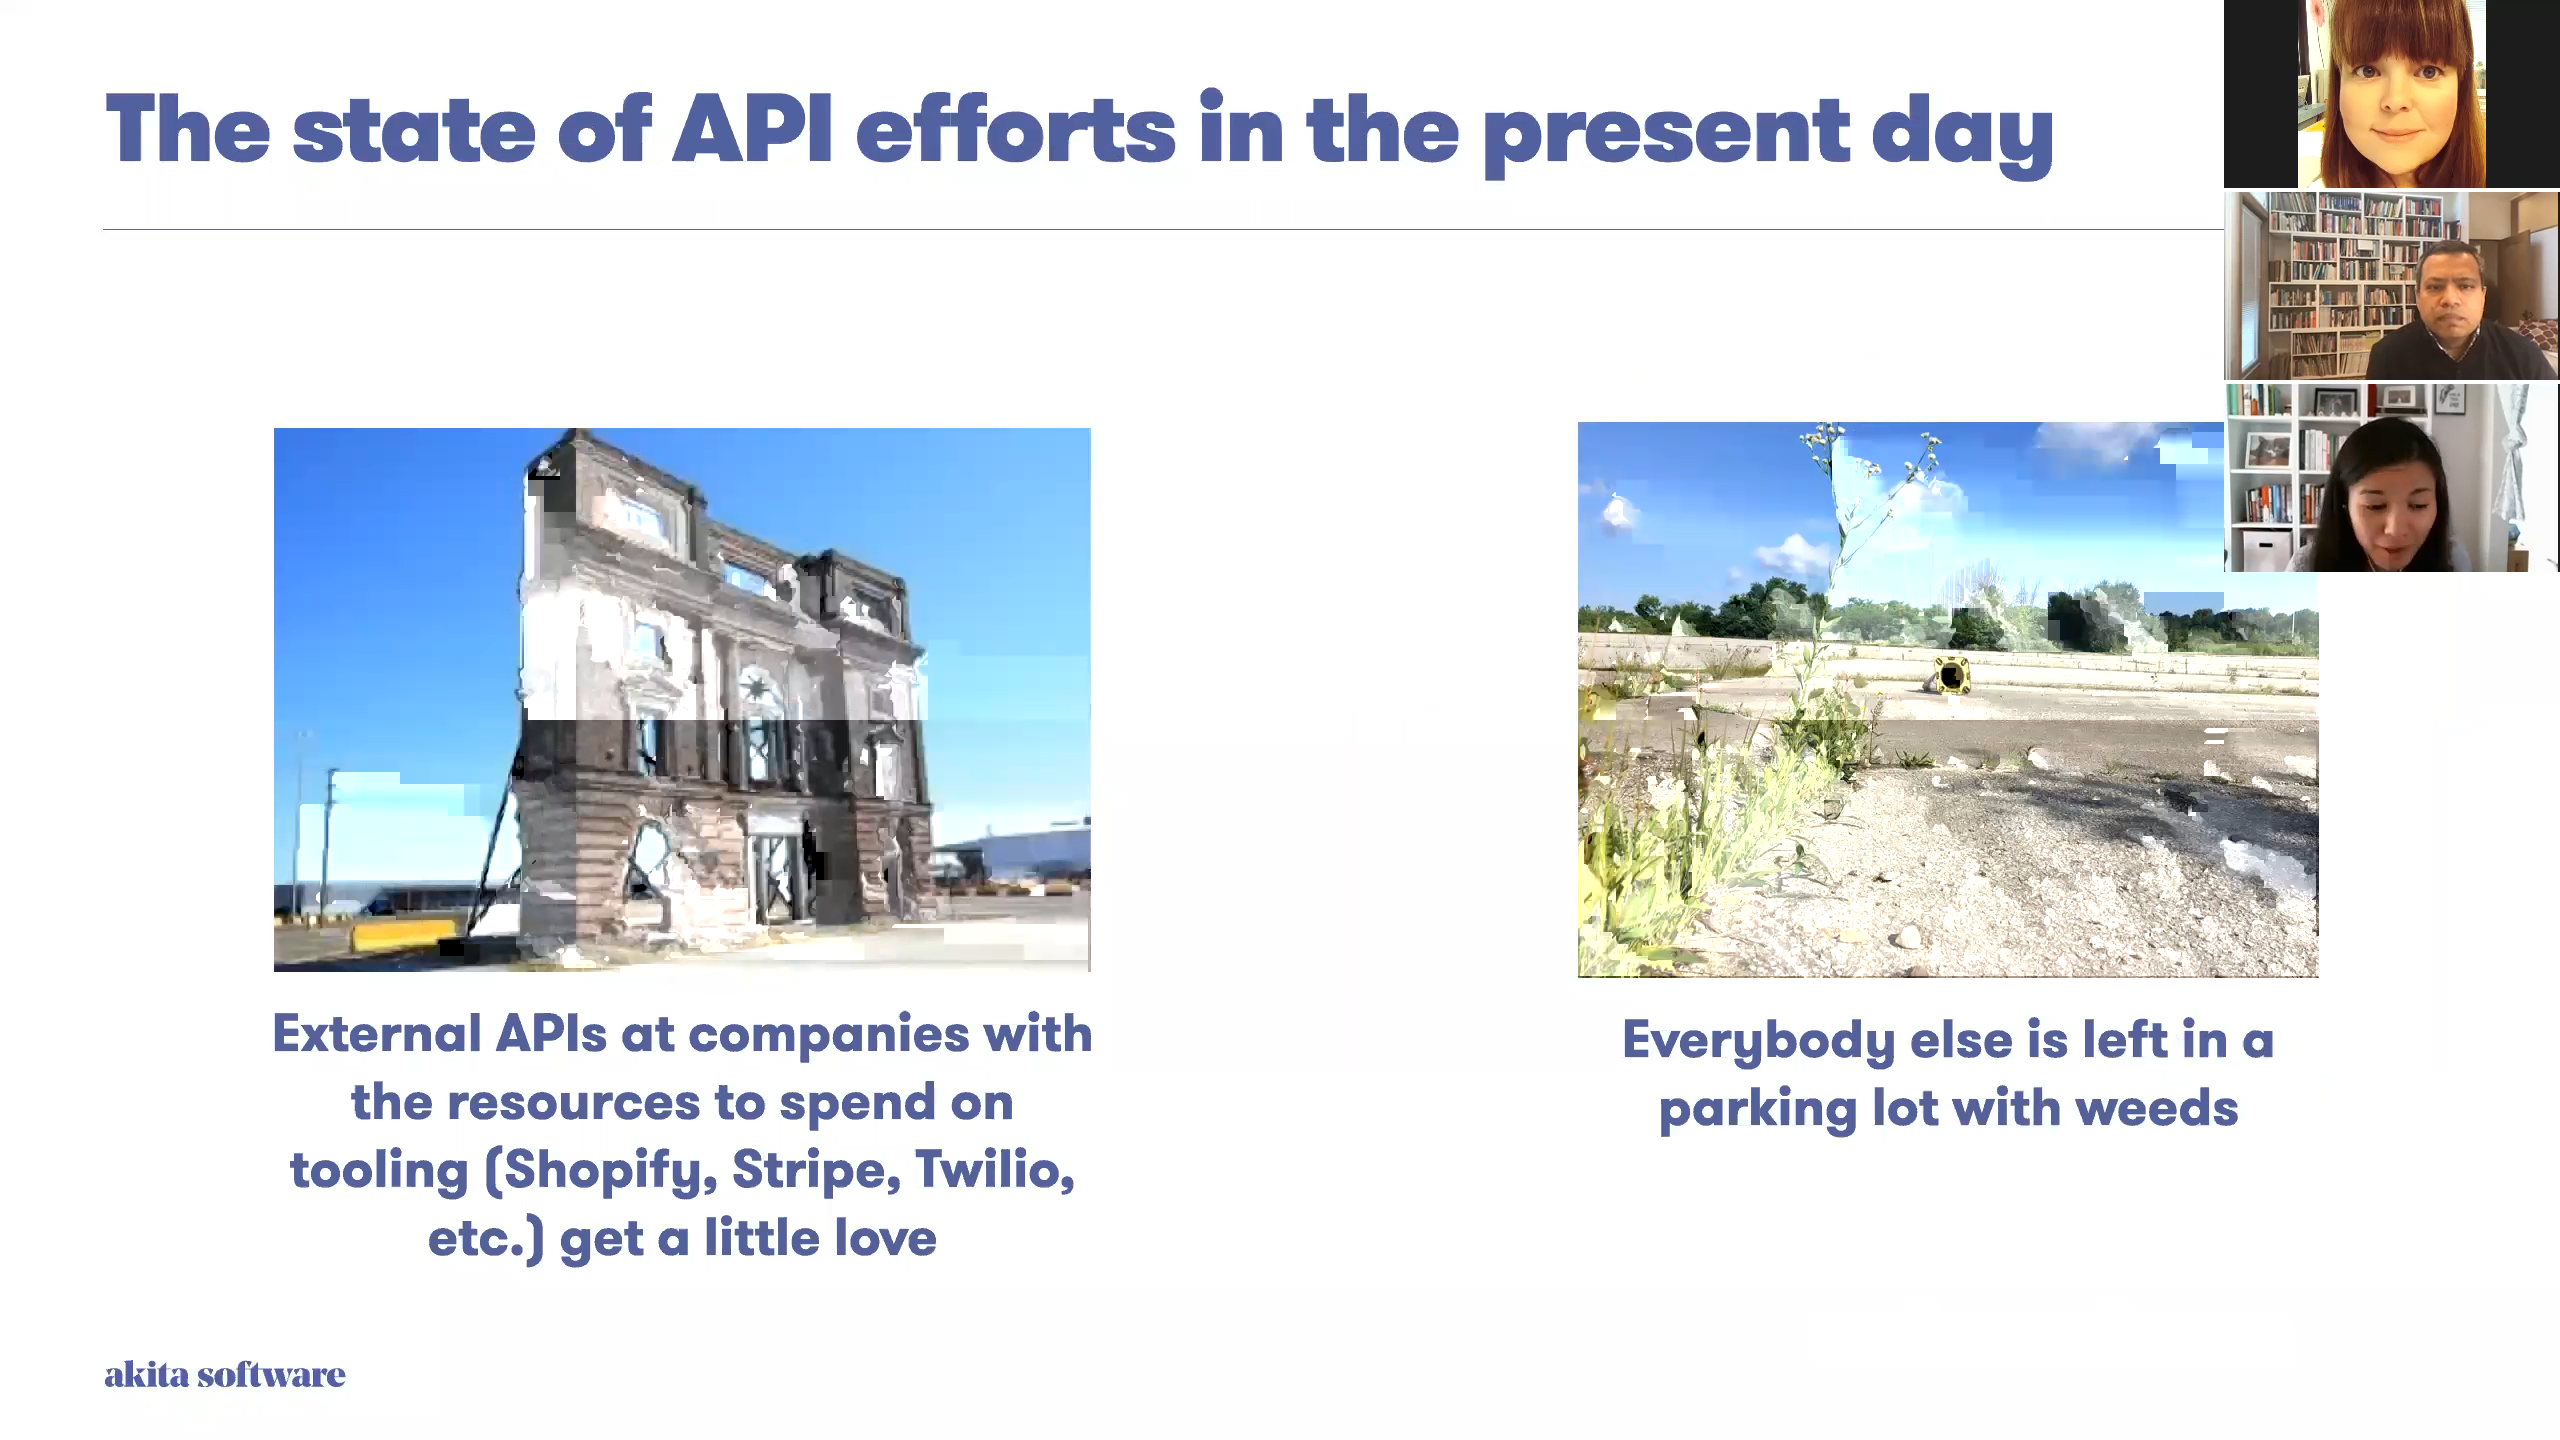 The state of API efforts in the present day
External APIs at companies with
the resources to spend on
tooling (Shopify, Stripe, Twilio,
etc.) get a little love
Everybody else is left in a
parking lot with weeds
akita software